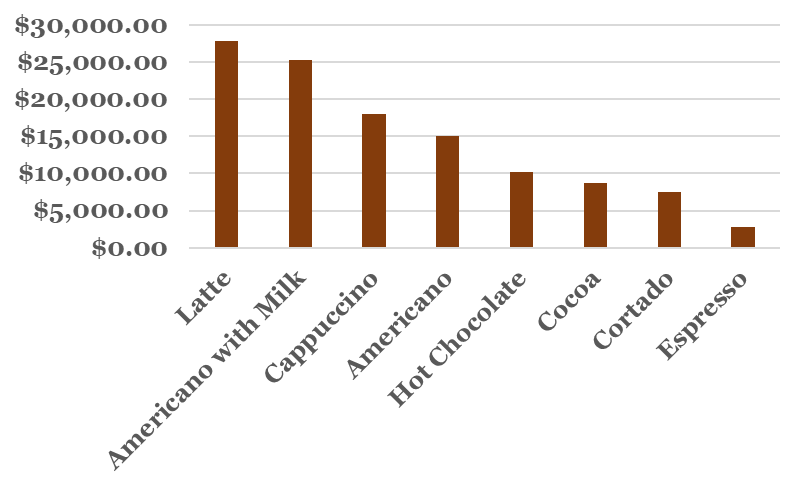 $30,000.00
$25,000.00
$20,000.00
$15,000.00
$10,000.00
$5,000.00
$0.00
Latte
Americano with Milk
Cappuccino
Americano
Hot Chocolate
Cocoa
Cortado
Espresso